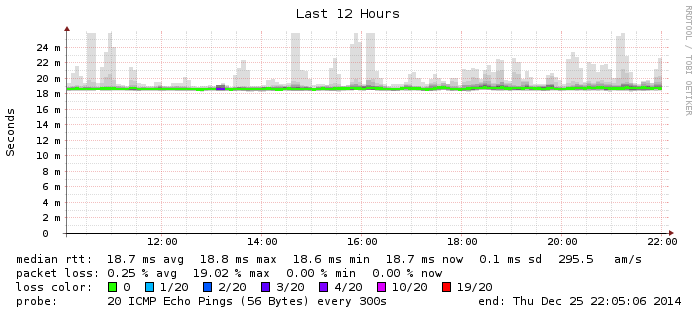 Last 12 Hours
RRDTOOL / TOBI OETIKER
Seconds
24 m
22 m
20 m
18 m
16 m
14 m
12 m
10 m
8 m
6 m
4 m
2 m
0
12:00 14:00 16:00 18:00 20:00 22:00
median rtt: 18.7 ms avg 18.8 ms max 18.6 ms min 18.7 ms now 0.1 ms sd 295.5 am/s
packet loss: 0.25 % avg 19.02 % max 0.00 % min 0.00 % now
loss color: 0 1/20 2/20 3/20 4/20 10/20 19/20
probe: 20 ICMP Echo Pings (56 Bytes) every 300s end: Thu Dec 25 22:05:06 2014